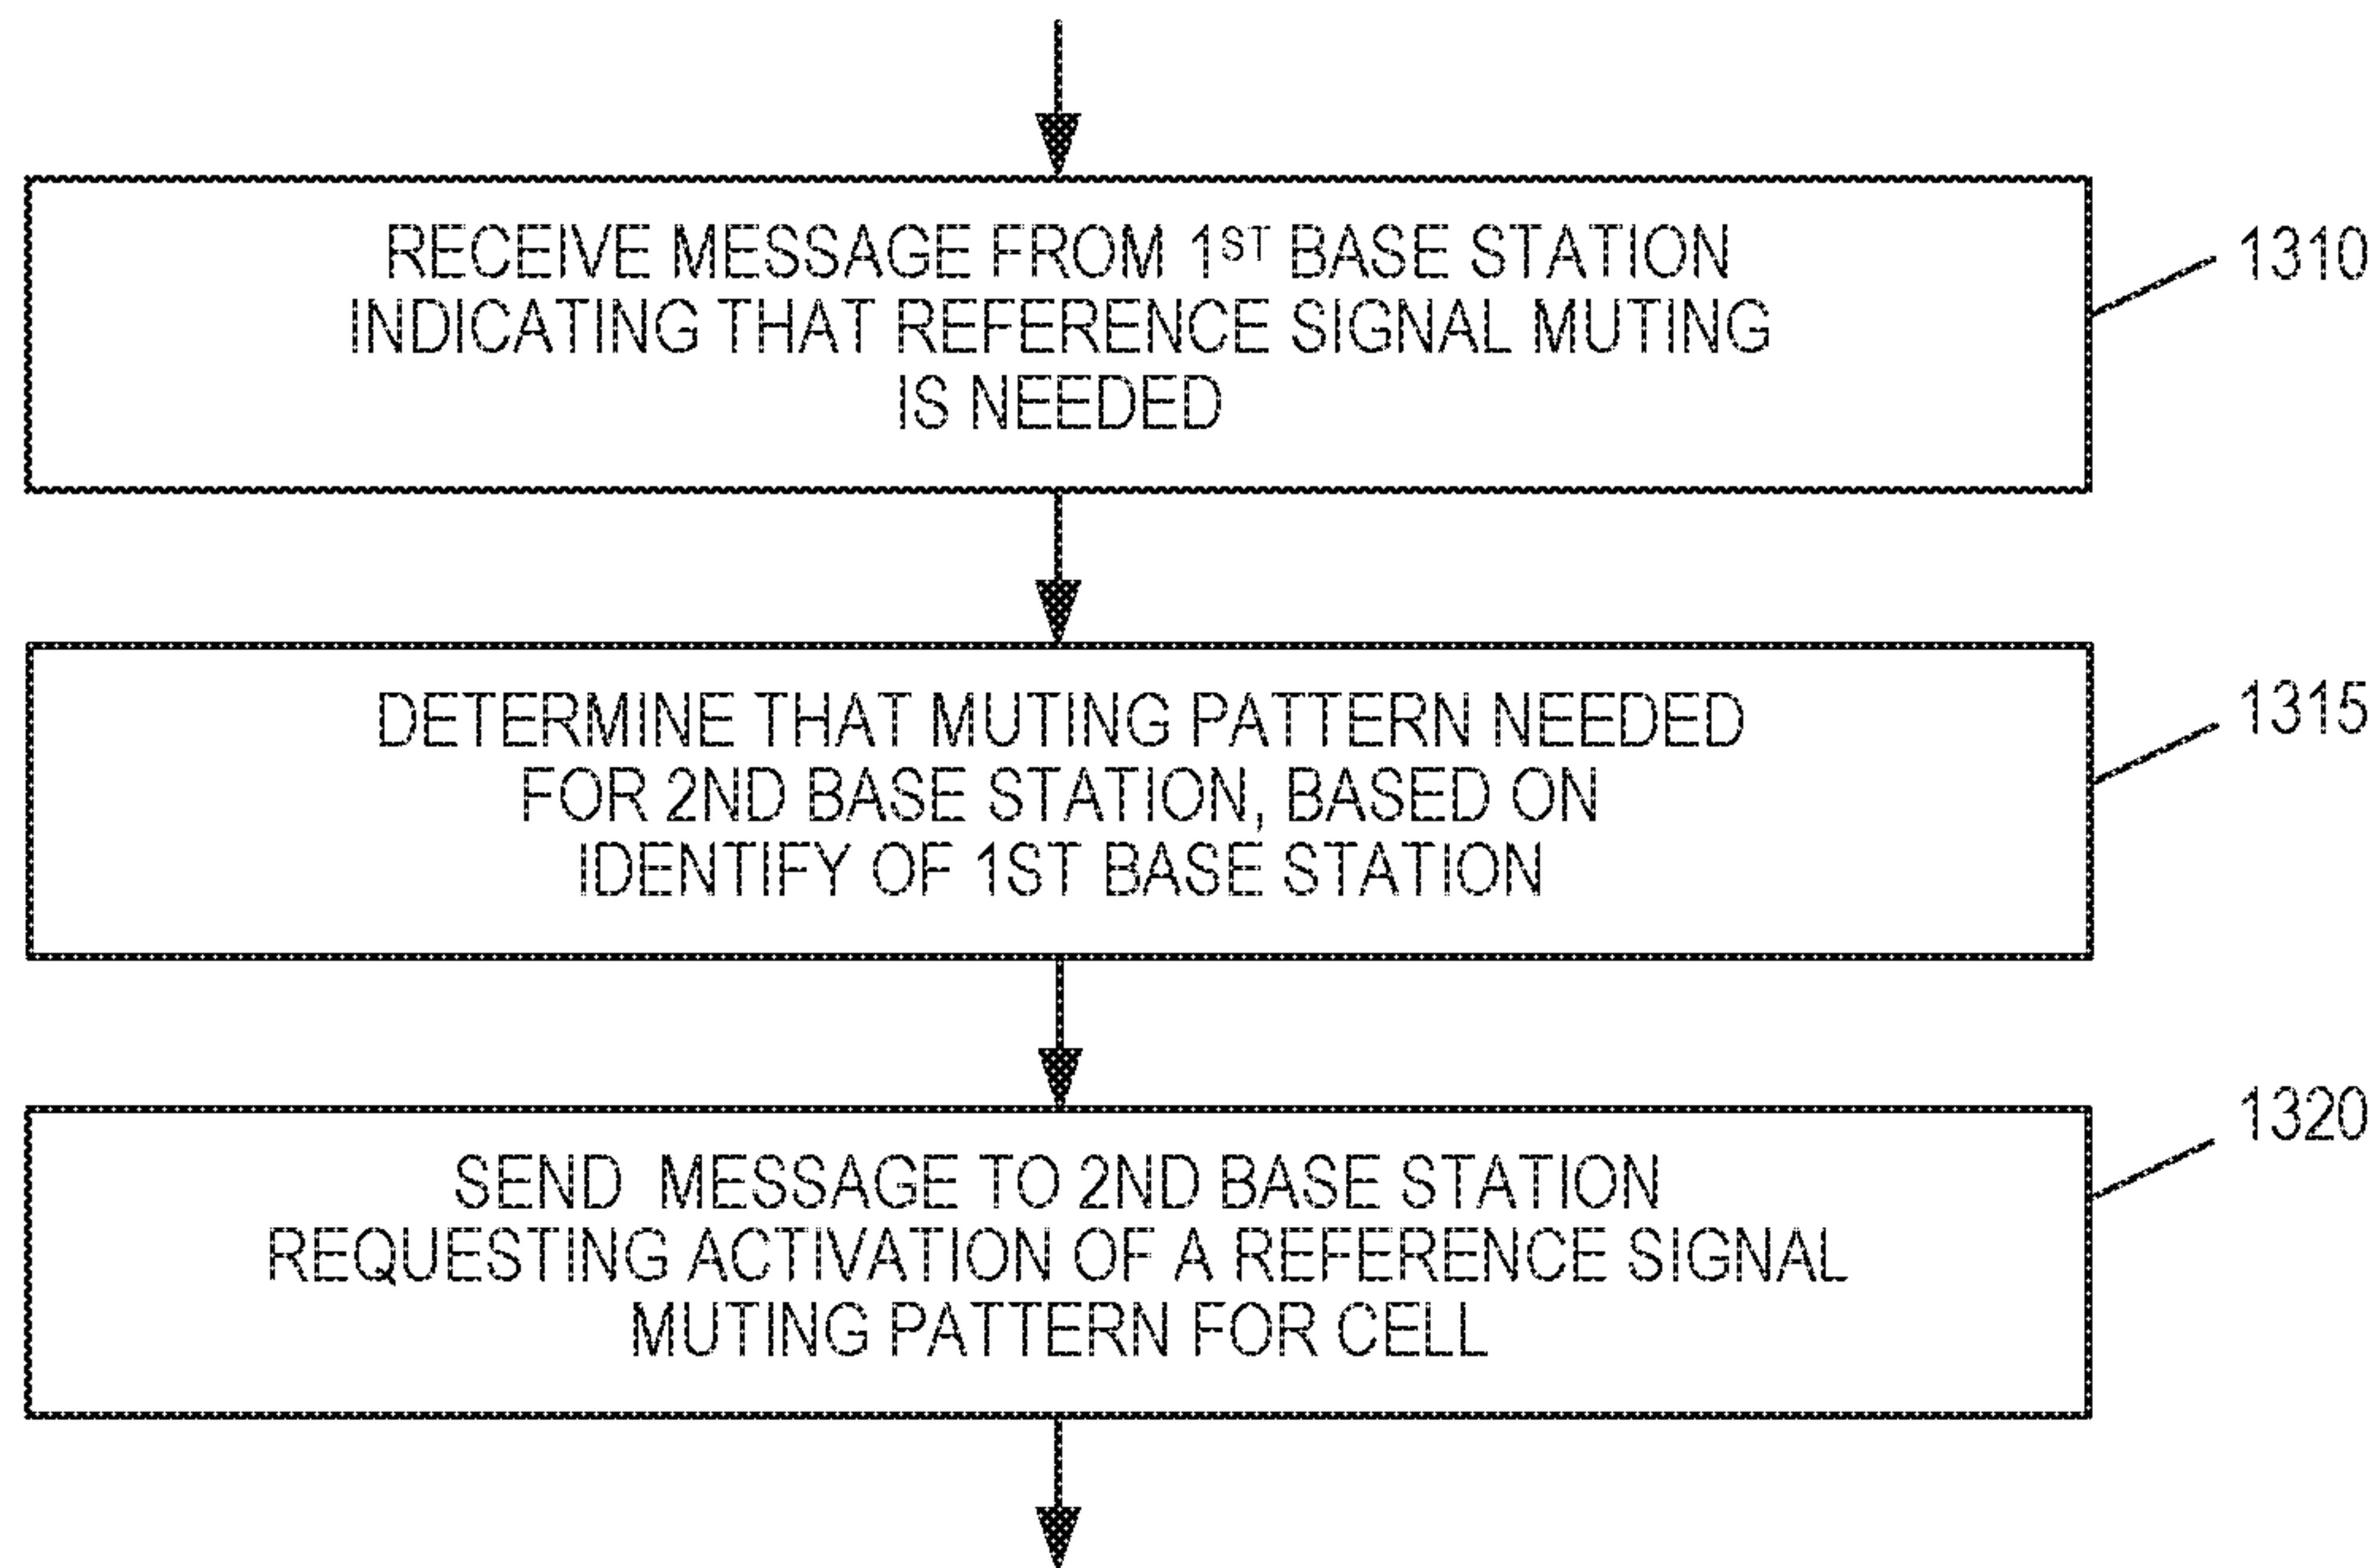 RECEIVE MESSAGE FROM 1ST BASE STATION
INDICATING THAT REFERENCE SIGNAL MUTING
IS NEEDED
1310
DETERMINE THAT MUTING PATTERN NEEDED
FOR 2ND BASE STATION, BASED ON
IDENTIFY OF 1ST BASE STATION
1315
SEND MESSAGE TO 2ND BASE STATION
REQUESTING ACTIVATION OF A REFERENCE SIGNAL
MUTING PATTERN FOR CELL
1320